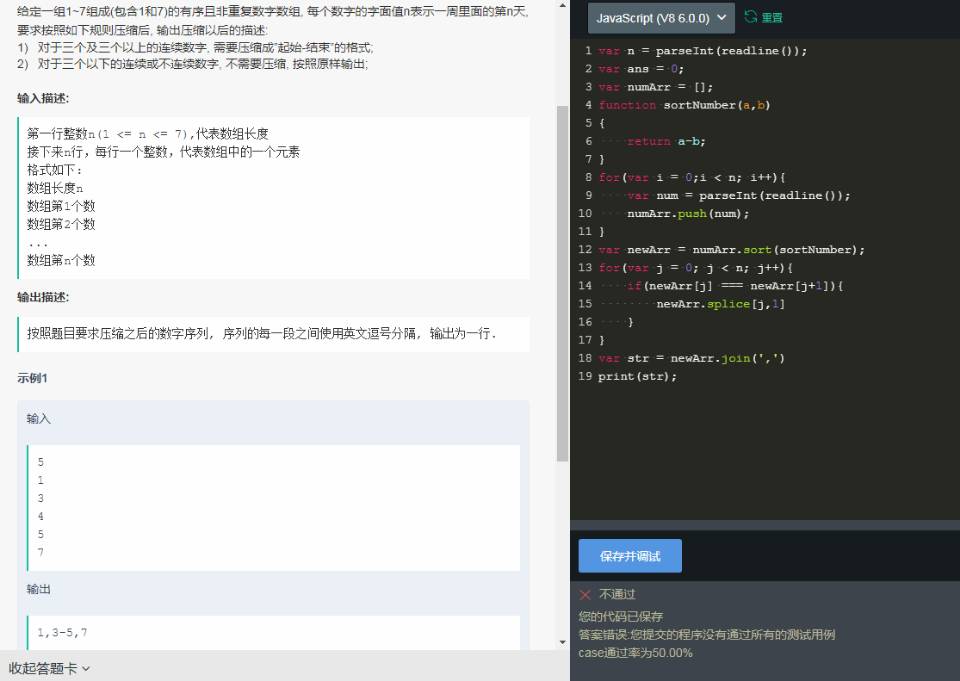 给定一组1~7组成(包含1和7)的有序且非重复数字数组, 每个数字的字面值n表示一周里面的第n天,
要求按照如下规则压缩后, 输出压缩以后的描述:
1) 对于三个及三个以上的连续数字, 需要压缩成"起始-结束"的格式;
2) 对于三个以下的连续或不连续数字, 不需要压缩, 按照原样输出;
输入描述:
第一行整数n(1 <= n <= 7),代表数组长度
接下来n行，每行一个整数，代表数组中的一个元素
格式如下：
数组长度n
数组第1个数
数组第2个数
...
数组第n个数
输出描述:
按照题目要求压缩之后的数字序列, 序列的每一段之间使用英文逗号分隔, 输出为一行.
示例1
输入
5
1
3
4
5
7
输出
1,3-5,7
收起答题卡
JavaScript (V8 6.0.0) 重置
1 var n = parseInt(readline());
2 var ans = 0;
3 var numArr = [];
4 function sortNumber(a,b)
5 {
6 ····return a-b;
7 }
8 for(var i = 0;i < n; i++){
9 ····var num = parseInt(readline());
10 ····numArr.push(num);
11 }
12 var newArr = numArr.sort(sortNumber);
13 for(var j = 0; j < n; j++){
14 ····if(newArr[j] === newArr[j+1]){
15 ········newArr.splice[j,1]
16 ····}
17 }
18 var str = newArr.join(',')
19 print(str);
保存并调试
不通过
您的代码已保存
答案错误:您提交的程序没有通过所有的测试用例
case通过率为50.00%